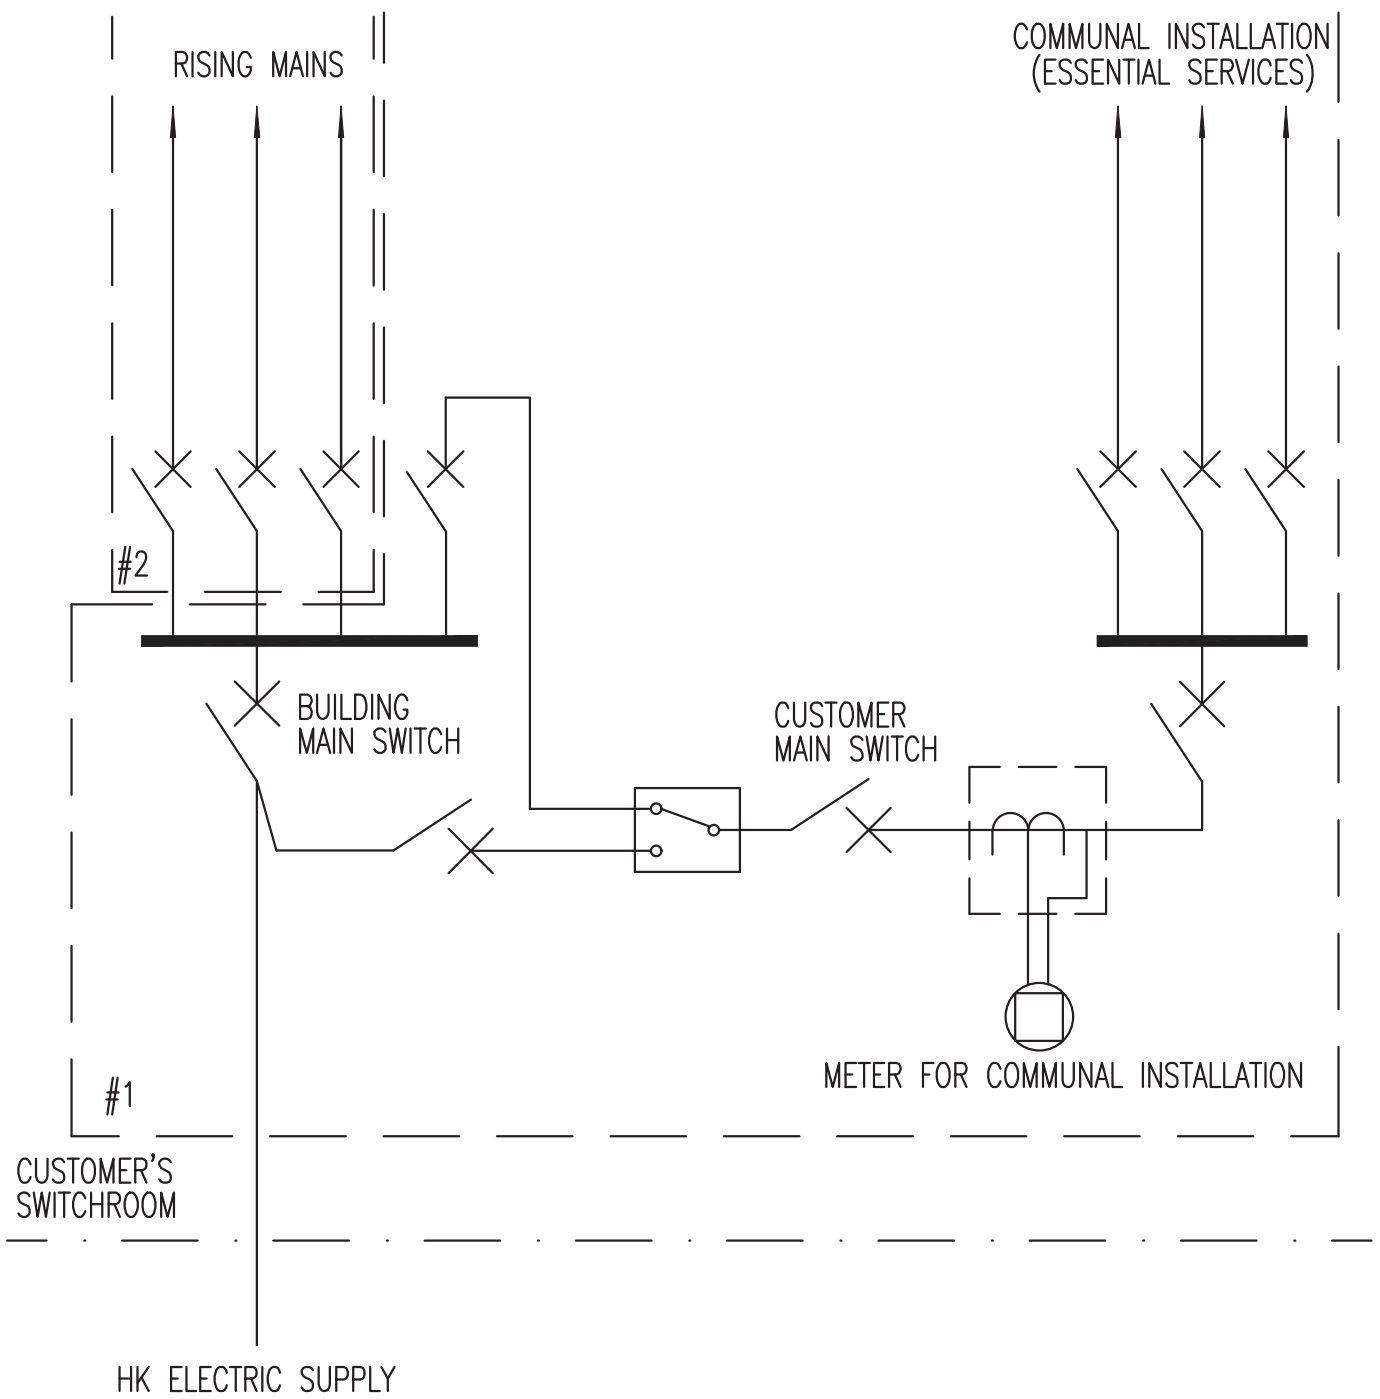 RISING MAINS
COMMUNAL INSTALLATION
(ESSENTIAL SERVICES)
#2
BUILDING
MAIN SWITCH
CUSTOMER
MAIN SWITCH
METER FOR COMMUNAL INSTALLATION
#1
CUSTOMER'S
SWITCHROOM
HK ELECTRIC SUPPLY